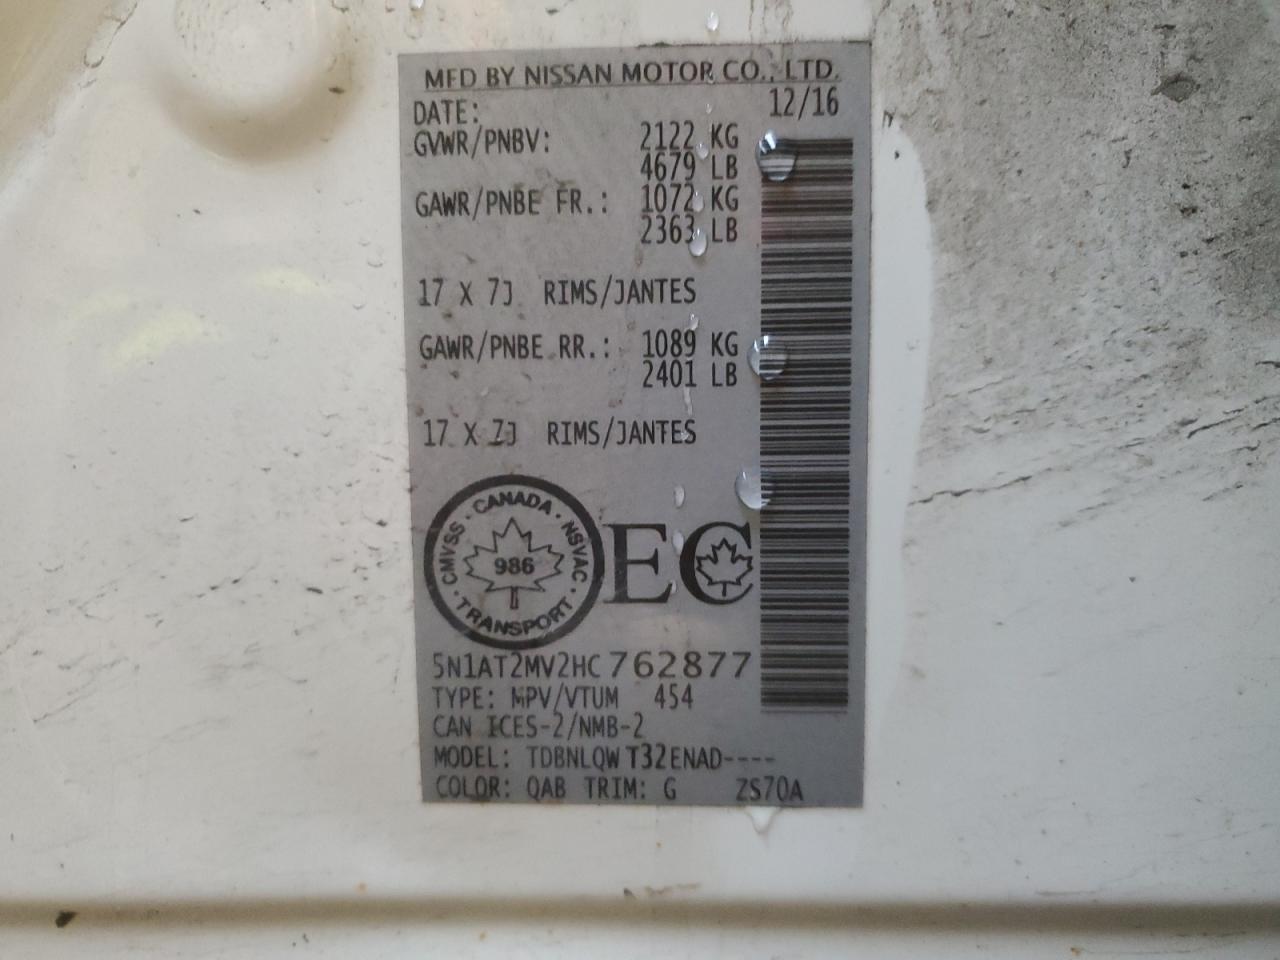 MFD BY NISSAN MOTOR CO., LTD.
DATE: 12/16
GVWR/PNBV: 2122 KG
4679 LB
GAWR/PNBE FR.: 1072 KG
2363 LB
17 X 7J RIMS/JANTES
GAWR/PNBE RR.: 1089 KG
2401 LB
17 X 7J RIMS/JANTES
CMVSS · CANADA · NSVAC · TRANSPORT ·
986
EC
5N1AT2MV2HC762877
TYPE: MPV/VTUM 454
CAN ICES-2/NMB-2
MODEL: TDBNLQWT32ENAD----
COLOR: QAB TRIM: G ZS70A